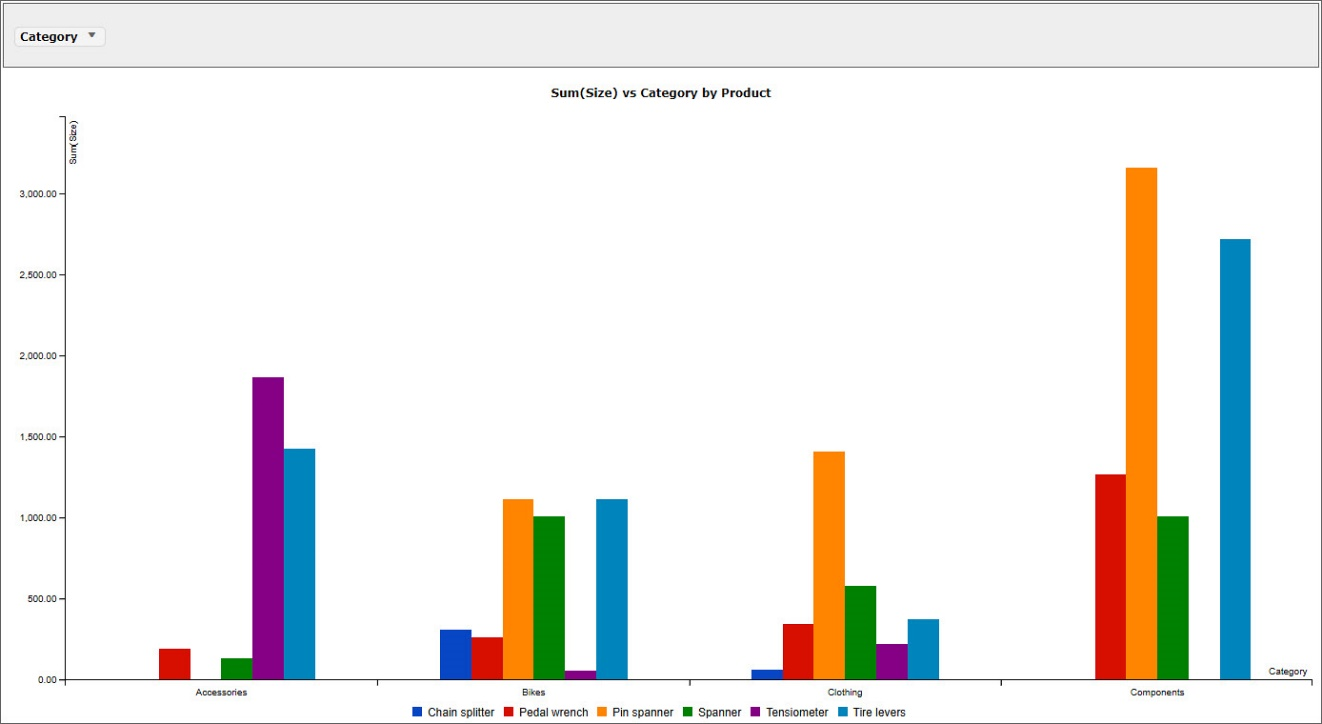 Category
Sum(Size) vs Category by Product
Sum(Size)
3,000.00
2,500.00
2,000.00
1,500.00
1,000.00
500.00
0.00
Category
Accessories Bikes Clothing Components
Chain splitter Pedal wrench Pin spanner Spanner Tensiometer Tire levers